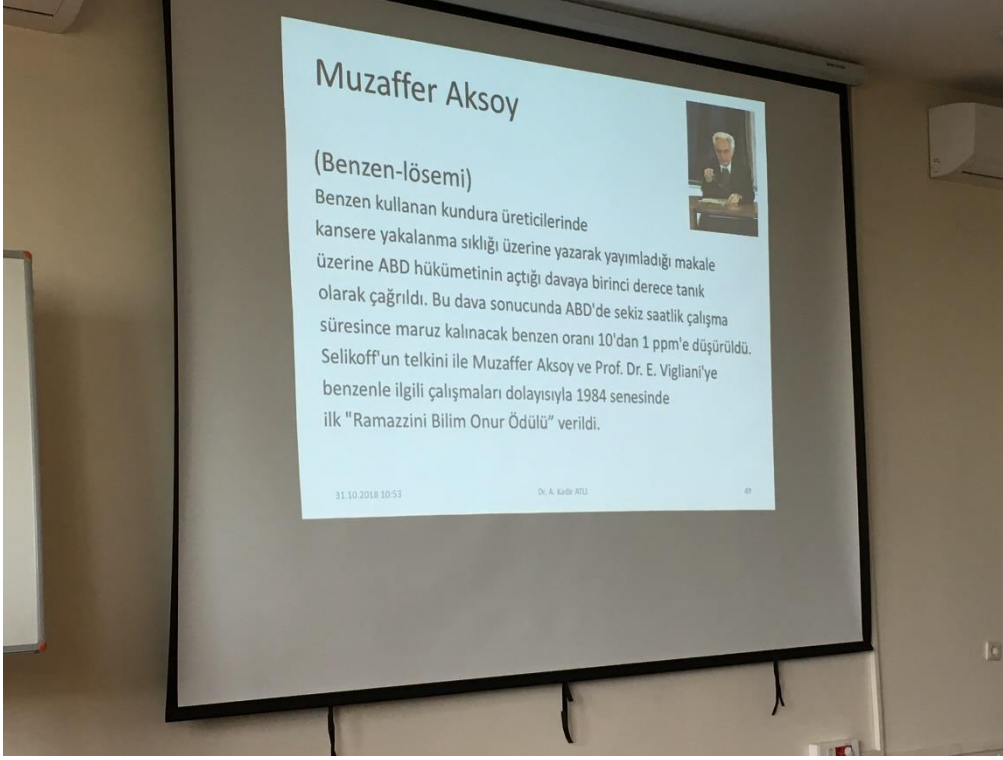 Muzaffer Aksoy
(Benzen-lösemi)
Benzen kullanan kundura üreticilerinde
kansere yakalanma sıklığı üzerine yazarak yayımladığı makale
üzerine ABD hükümetinin açtığı davaya birinci derece tanık
olarak çağrıldı. Bu dava sonucunda ABD'de sekiz saatlik çalışma
süresince maruz kalınacak benzen oranı 10'dan 1 ppm'e düşürüldü.
Selikoff'un telkini ile Muzaffer Aksoy ve Prof. Dr. E. Vigliani'ye
benzenle ilgili çalışmaları dolayısıyla 1984 senesinde
ilk "Ramazzini Bilim Onur Ödülü” verildi.
31.10.2018 10:53 Dr. A. Kadir ATLI 49